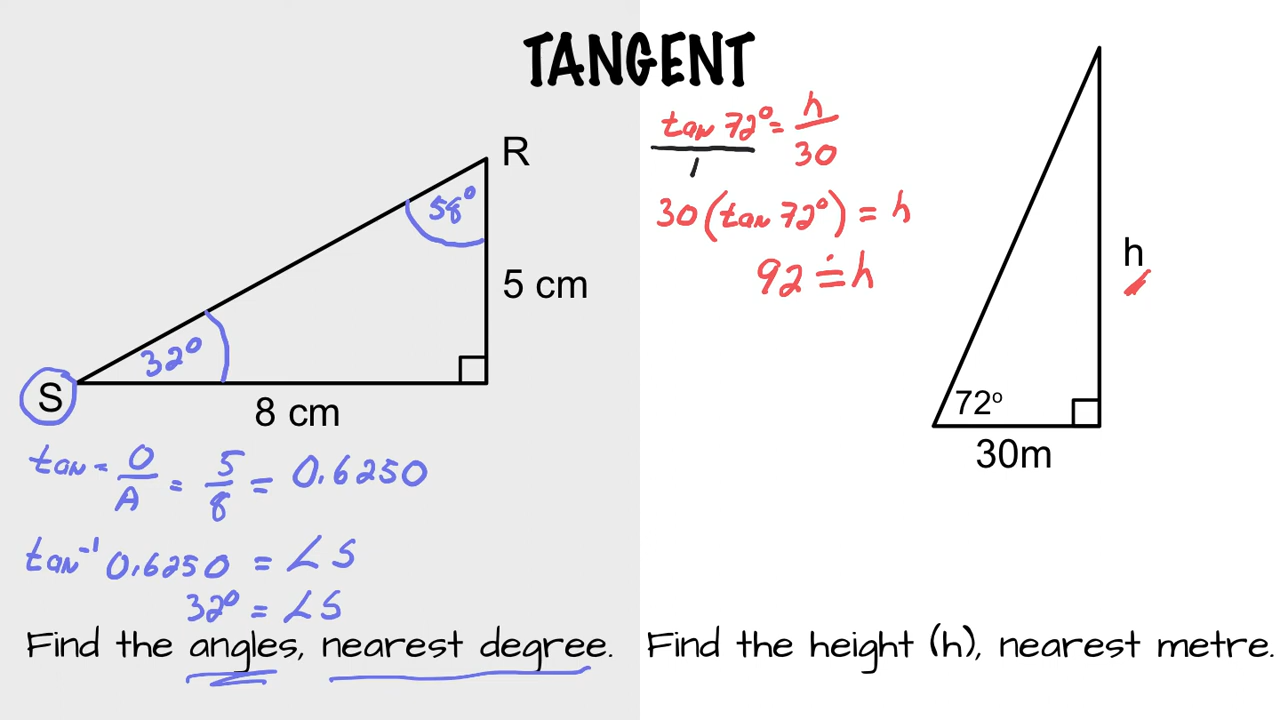 TANGENT
R
58°
5 cm
32°
S
8 cm
tan = O/A = 5/8 = 0.6250
tan⁻¹ 0.6250 = ∠S
32° = ∠S
Find the angles, nearest degree.
tan 72° = h/30
1
30(tan 72°) = h
92 ≐ h
h
72°
30m
Find the height (h), nearest metre.